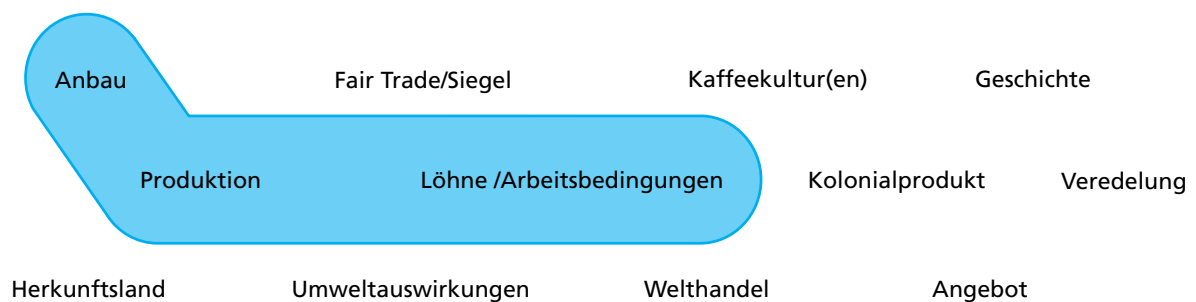 Anbau Fair Trade/Siegel Kaffeekultur(en) Geschichte
Produktion Löhne /Arbeitsbedingungen Kolonialprodukt Veredelung
Herkunftsland Umweltauswirkungen Welthandel Angebot